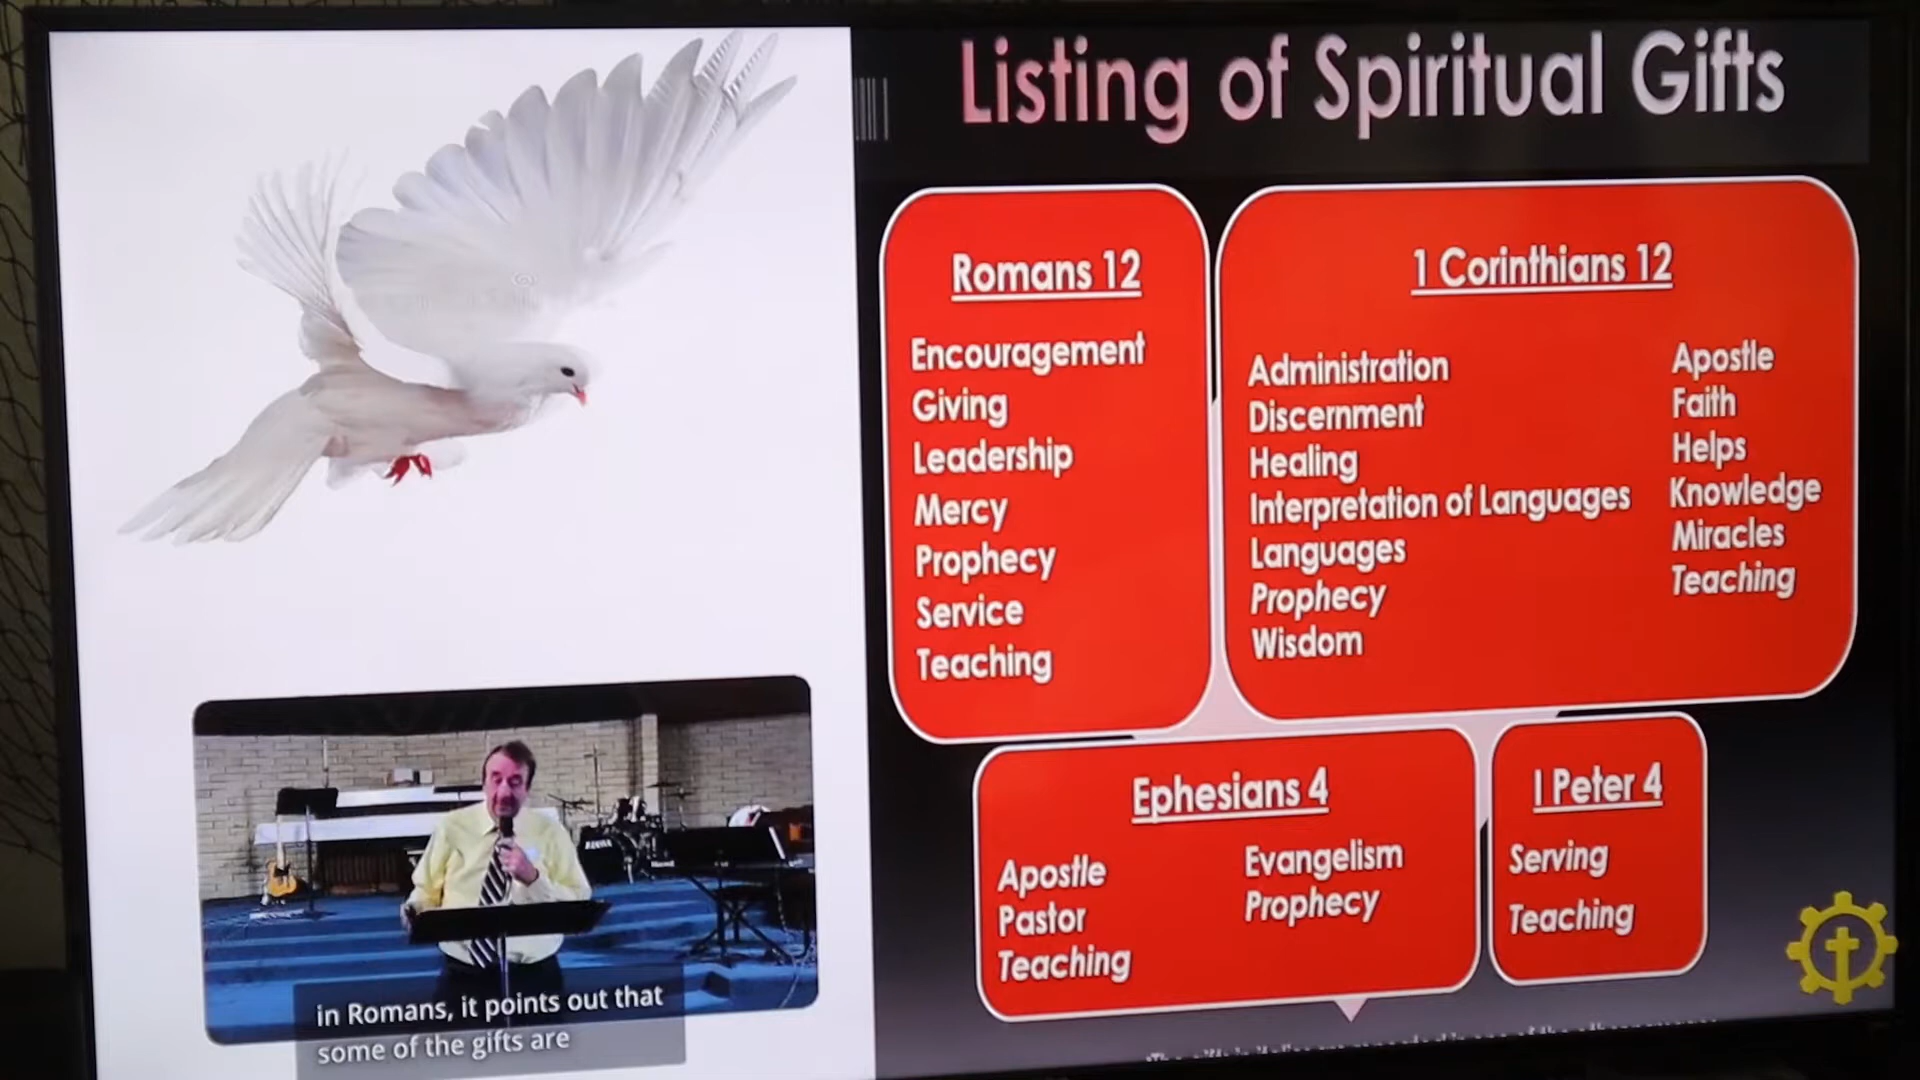 Listing of Spiritual Gifts
Romans 12
Encouragement
Giving
Leadership
Mercy
Prophecy
Service
Teaching
1 Corinthians 12
Administration
Discernment
Healing
Interpretation of Languages
Languages
Prophecy
Wisdom
Apostle
Faith
Helps
Knowledge
Miracles
Teaching
Ephesians 4
Apostle
Pastor
Teaching
Evangelism
Prophecy
I Peter 4
Serving
Teaching
in Romans, it points out that
some of the gifts are